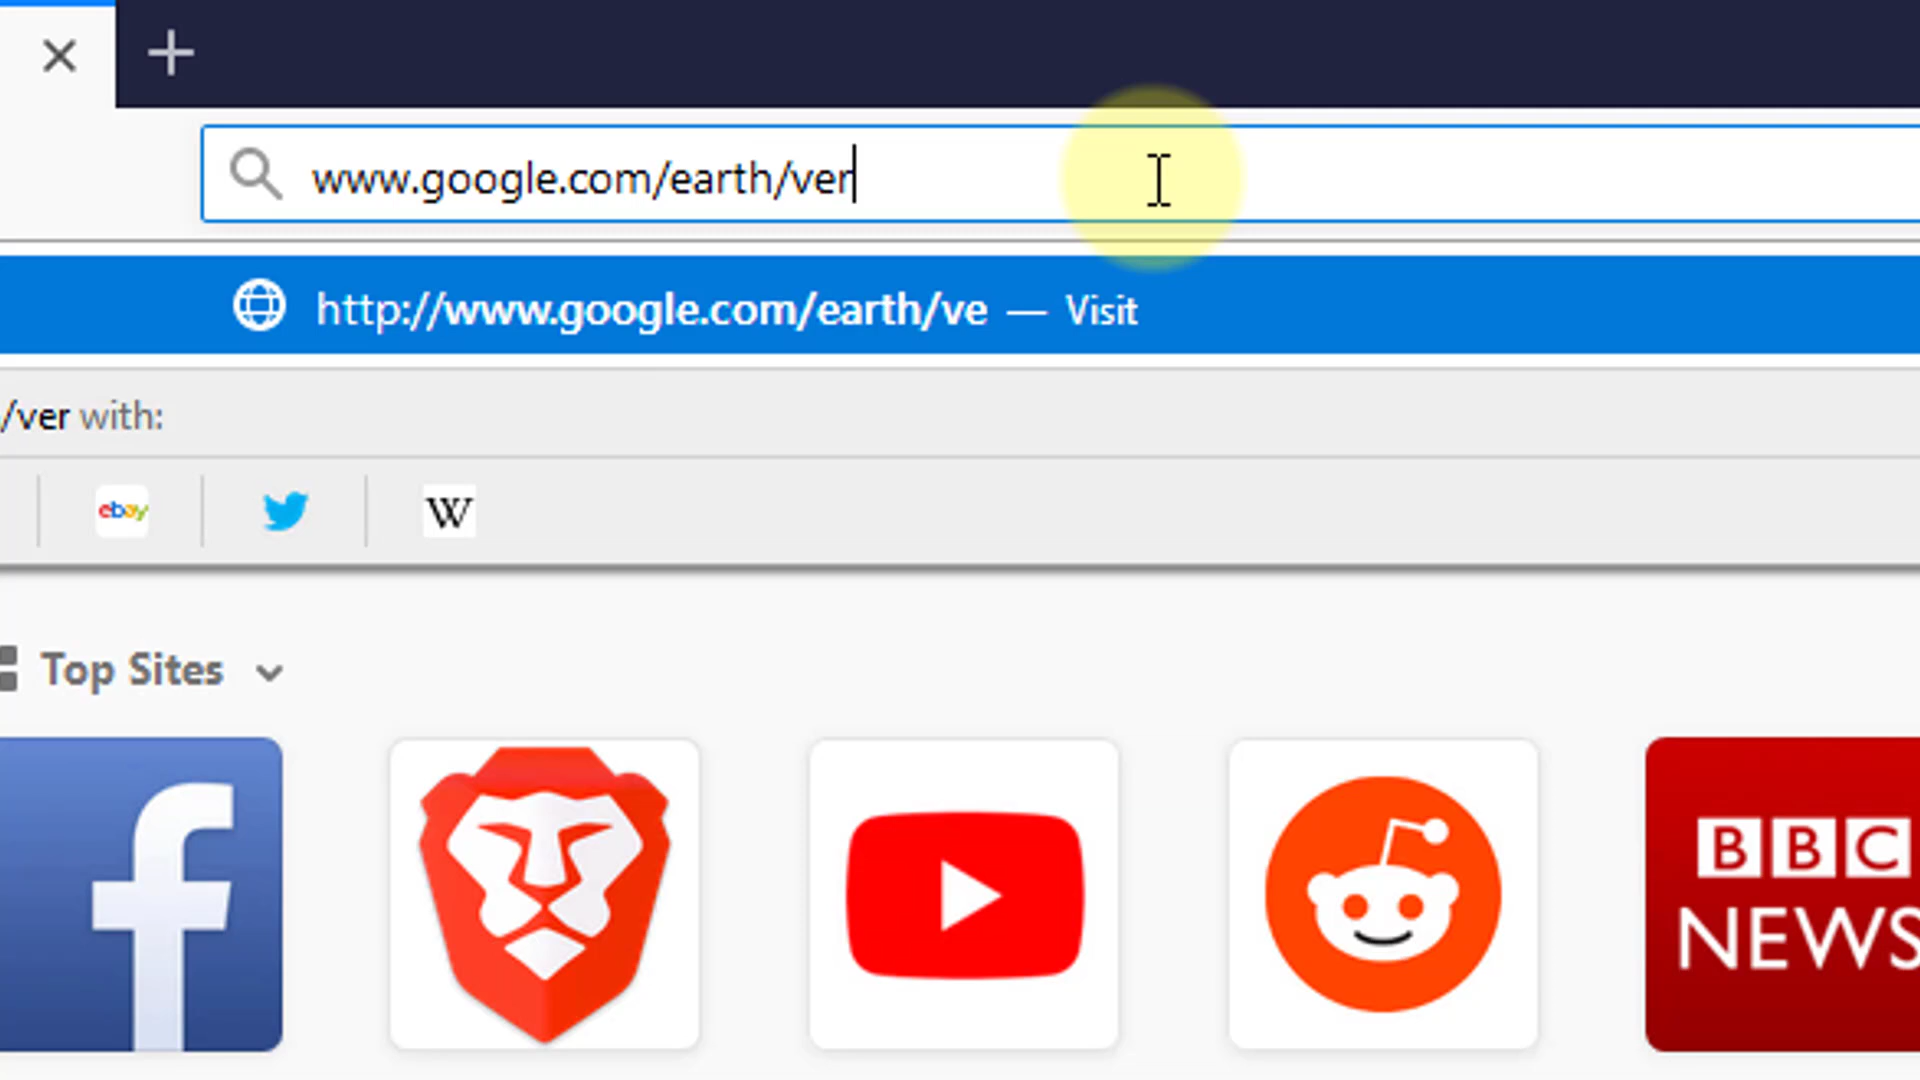 www.google.com/earth/ver
http://www.google.com/earth/ve — Visit
/ver with:
ebay
W
Top Sites
f
BBC
NEWS